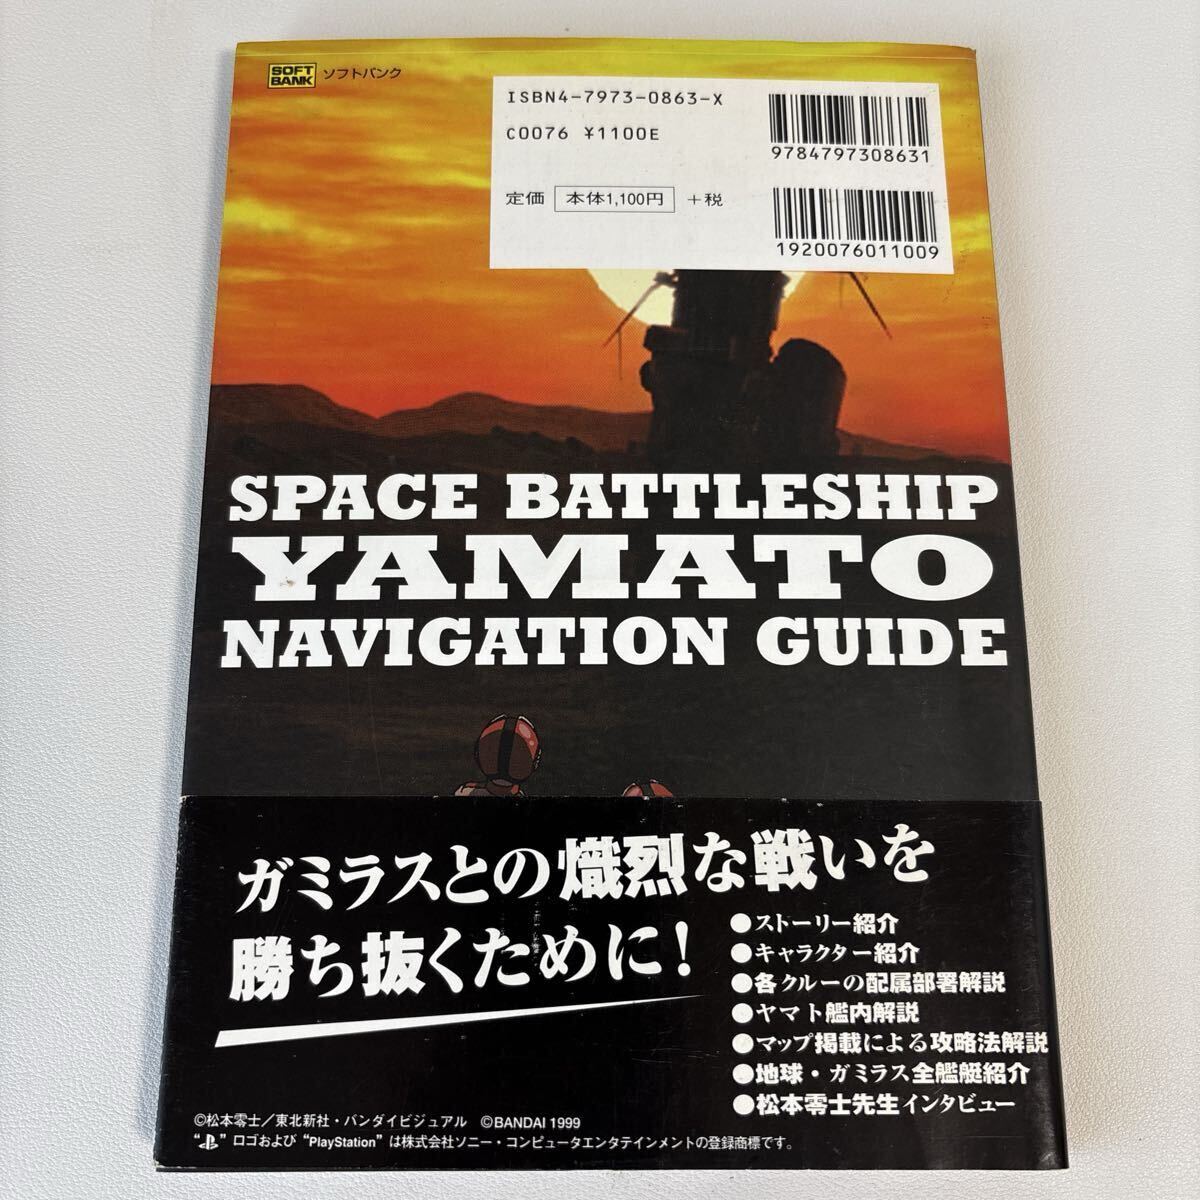 SOFT
BANK
ソフトバンク
ISBN4-7973-0863-X
C0076 ¥1100E
定価 本体1,100円 +税
9784797308631
1920076011009
SPACE BATTLESHIP
YAMATO
NAVIGATION GUIDE
ガミラスとの熾烈な戦いを
勝ち抜くために!
●ストーリー紹介
●キャラクター紹介
●各クルーの配属部署解説
●ヤマト艦内解説
●マップ掲載による攻略法解説
●地球・ガミラス全艦艇紹介
●松本零士先生インタビュー
©松本零士/東北新社・バンダイビジュアル ©BANDAI 1999
“ ” ロゴおよび “PlayStation” は株式会社ソニー・コンピュータエンタテインメントの登録商標です。